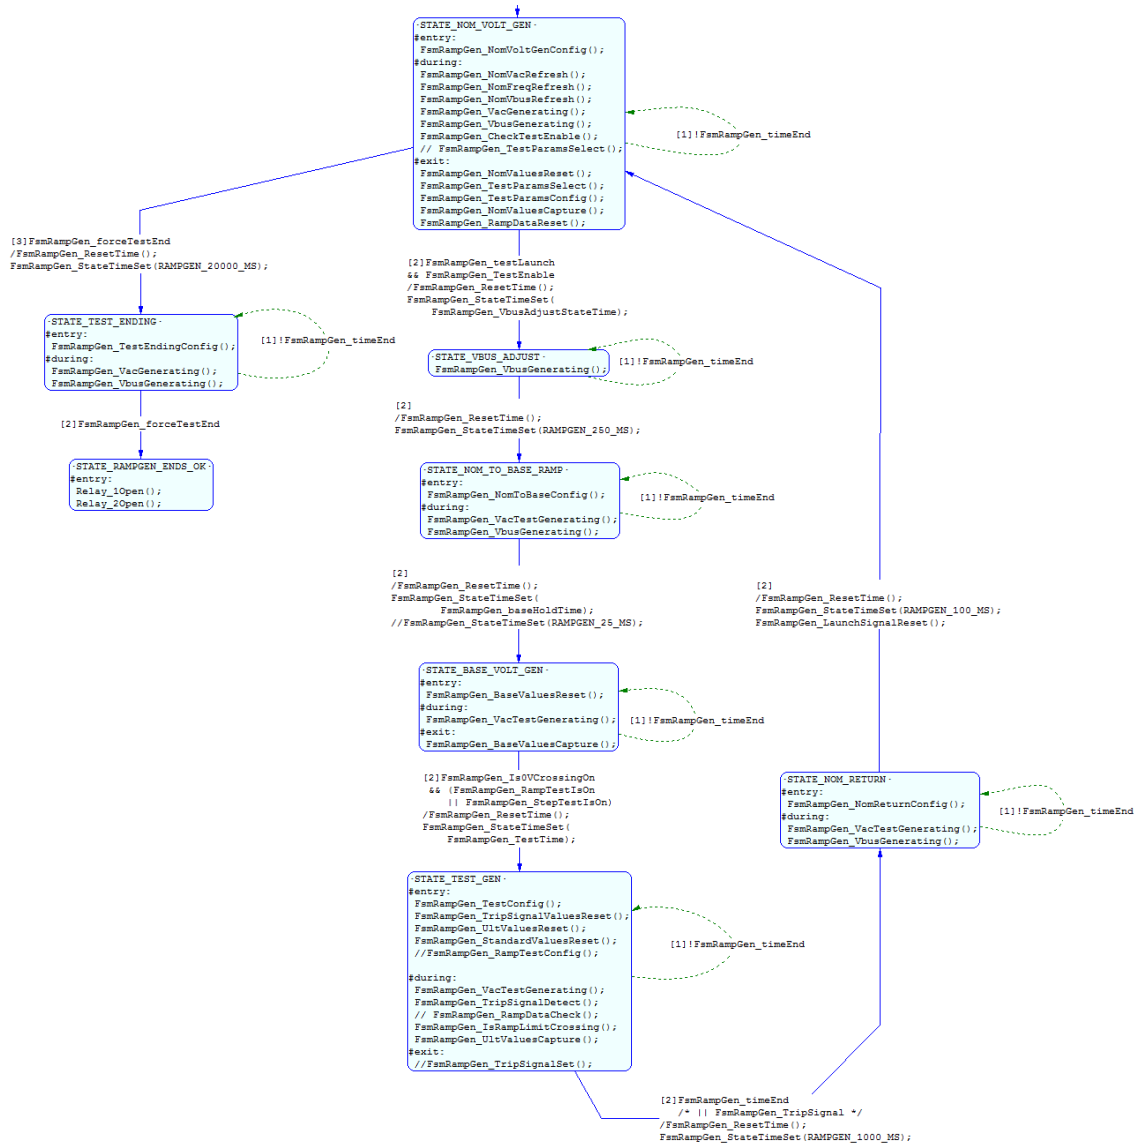 ·STATE_NOM_VOLT_GEN·
#entry:
FsmRampGen_NomVoltGenConfig();
#during:
FsmRampGen_NomVacRefresh();
FsmRampGen_NomFreqRefresh();
FsmRampGen_NomVbusRefresh();
FsmRampGen_VacGenerating();
FsmRampGen_VbusGenerating();
FsmRampGen_CheckTestEnable();
// FsmRampGen_TestParamsSelect();
#exit:
FsmRampGen_NomValuesReset();
FsmRampGen_TestParamsSelect();
FsmRampGen_TestParamsConfig();
FsmRampGen_NomValuesCapture();
FsmRampGen_RampDataReset();
[1]!FsmRampGen_timeEnd
[3]FsmRampGen_forceTestEnd
/FsmRampGen_ResetTime();
FsmRampGen_StateTimeSet(RAMPGEN_20000_MS);
·STATE_TEST_ENDING·
#entry:
FsmRampGen_TestEndingConfig();
#during:
FsmRampGen_VacGenerating();
FsmRampGen_VbusGenerating();
[1]!FsmRampGen_timeEnd
[2]FsmRampGen_forceTestEnd
·STATE_RAMPGEN_ENDS_OK·
#entry:
Relay_1Open();
Relay_2Open();
[2]FsmRampGen_testLaunch
&& FsmRampGen_TestEnable
/FsmRampGen_ResetTime();
FsmRampGen_StateTimeSet(
FsmRampGen_VbusAdjustStateTime);
·STATE_VBUS_ADJUST·
FsmRampGen_VbusGenerating();
[1]!FsmRampGen_timeEnd
[2]
/FsmRampGen_ResetTime();
FsmRampGen_StateTimeSet(RAMPGEN_250_MS);
·STATE_NOM_TO_BASE_RAMP·
#entry:
FsmRampGen_NomToBaseConfig();
#during:
FsmRampGen_VacTestGenerating();
FsmRampGen_VbusGenerating();
[1]!FsmRampGen_timeEnd
[2]
/FsmRampGen_ResetTime();
FsmRampGen_StateTimeSet(
FsmRampGen_baseHoldTime);
//FsmRampGen_StateTimeSet(RAMPGEN_25_MS);
·STATE_BASE_VOLT_GEN·
#entry:
FsmRampGen_BaseValuesReset();
#during:
FsmRampGen_VacTestGenerating();
#exit:
FsmRampGen_BaseValuesCapture();
[1]!FsmRampGen_timeEnd
[2]FsmRampGen_Is0VCrossingOn
&& (FsmRampGen_RampTestIsOn
|| FsmRampGen_StepTestIsOn)
/FsmRampGen_ResetTime();
FsmRampGen_StateTimeSet(
FsmRampGen_TestTime);
·STATE_TEST_GEN·
#entry:
FsmRampGen_TestConfig();
FsmRampGen_TripSignalValuesReset();
FsmRampGen_UltValuesReset();
FsmRampGen_StandardValuesReset();
//FsmRampGen_RampTestConfig();
#during:
FsmRampGen_VacTestGenerating();
FsmRampGen_TripSignalDetect();
// FsmRampGen_RampDataCheck();
FsmRampGen_IsRampLimitCrossing();
FsmRampGen_UltValuesCapture();
#exit:
//FsmRampGen_TripSignalSet();
[1]!FsmRampGen_timeEnd
[2]FsmRampGen_timeEnd
/* || FsmRampGen_TripSignal */
/FsmRampGen_ResetTime();
FsmRampGen_StateTimeSet(RAMPGEN_1000_MS);
·STATE_NOM_RETURN·
#entry:
FsmRampGen_NomReturnConfig();
#during:
FsmRampGen_VacTestGenerating();
FsmRampGen_VbusGenerating();
[1]!FsmRampGen_timeEnd
[2]
/FsmRampGen_ResetTime();
FsmRampGen_StateTimeSet(RAMPGEN_100_MS);
FsmRampGen_LaunchSignalReset();